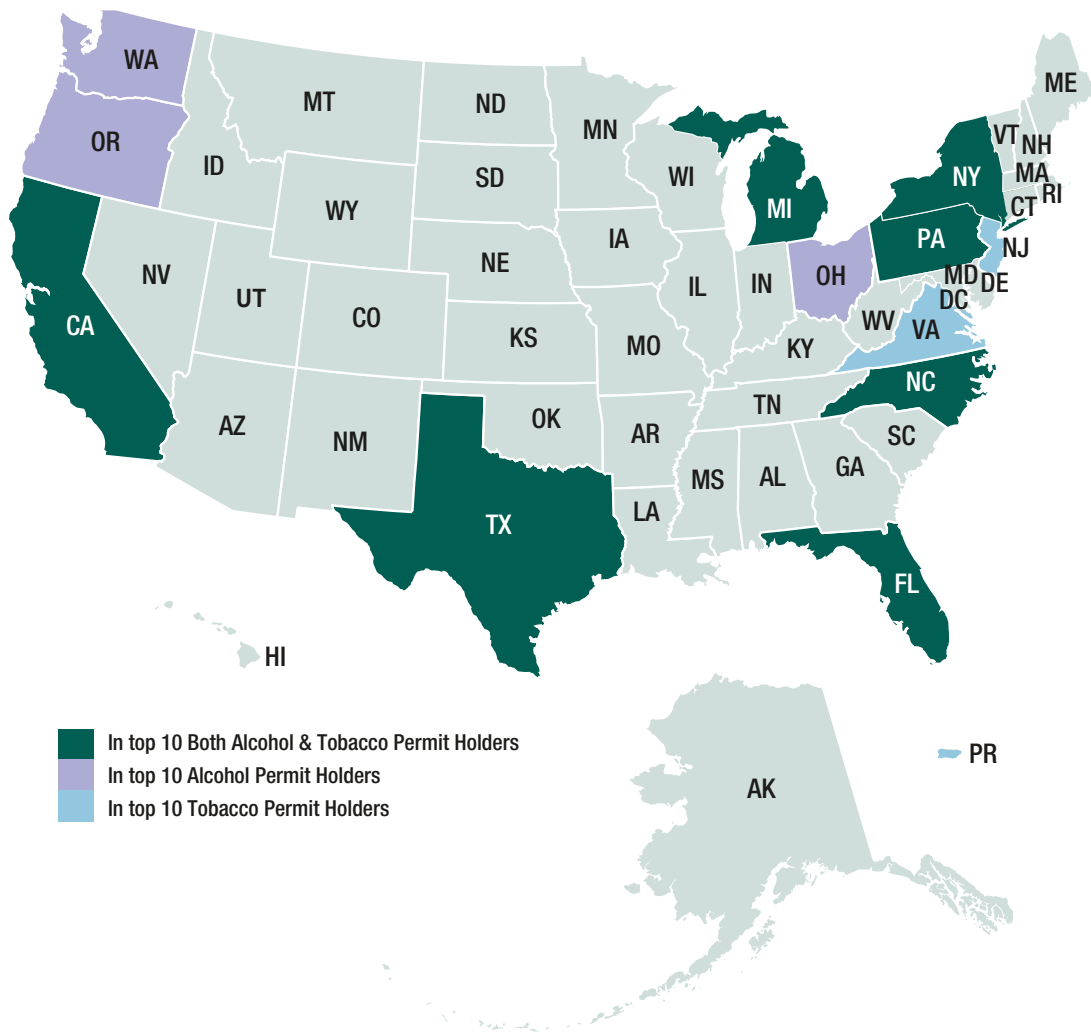 WA
MT
ND
MN
ME
OR
ID
SD
WI
VT
NH
NY
MA
WY
MI
CT
RI
IA
PA
NJ
NV
NE
OH
MD
DE
UT
IL
IN
DC
CA
CO
WV
VA
KS
MO
KY
NC
AZ
OK
TN
NM
AR
SC
MS
AL
GA
TX
LA
FL
HI
In top 10 Both Alcohol & Tobacco Permit Holders
In top 10 Alcohol Permit Holders
In top 10 Tobacco Permit Holders
PR
AK